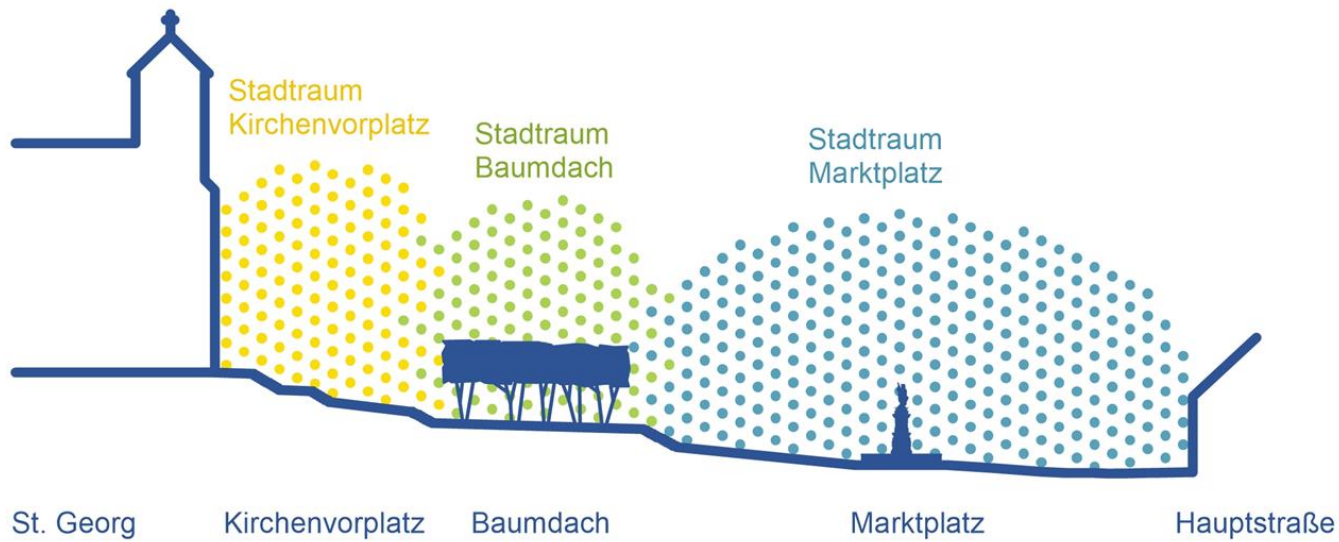 Stadtraum
Kirchenvorplatz
Stadtraum
Baumdach
Stadtraum
Marktplatz
St. Georg
Kirchenvorplatz
Baumdach
Marktplatz
Hauptstraße